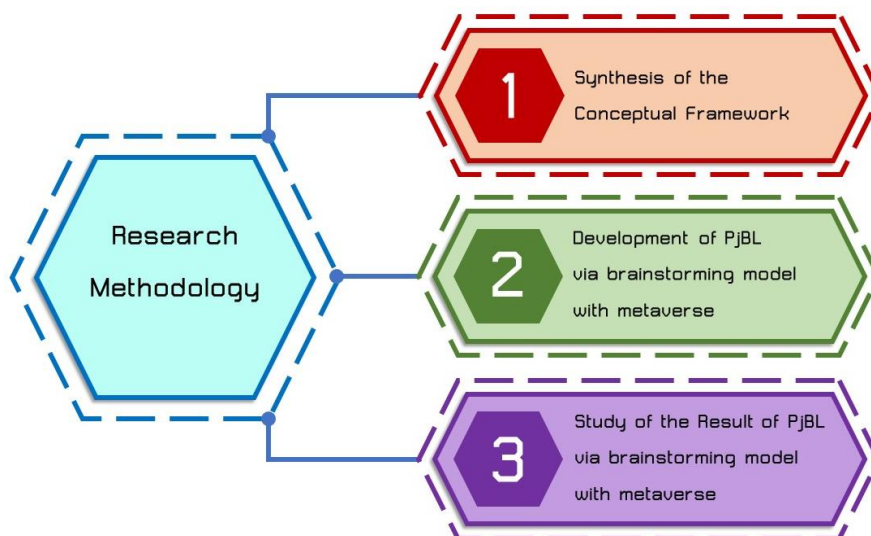 Research
Methodology
1
Synthesis of the
Conceptual Framework
2
Development of PjBL
via brainstorming model
with metaverse
3
Study of the Result of PjBL
via brainstorming model
with metaverse